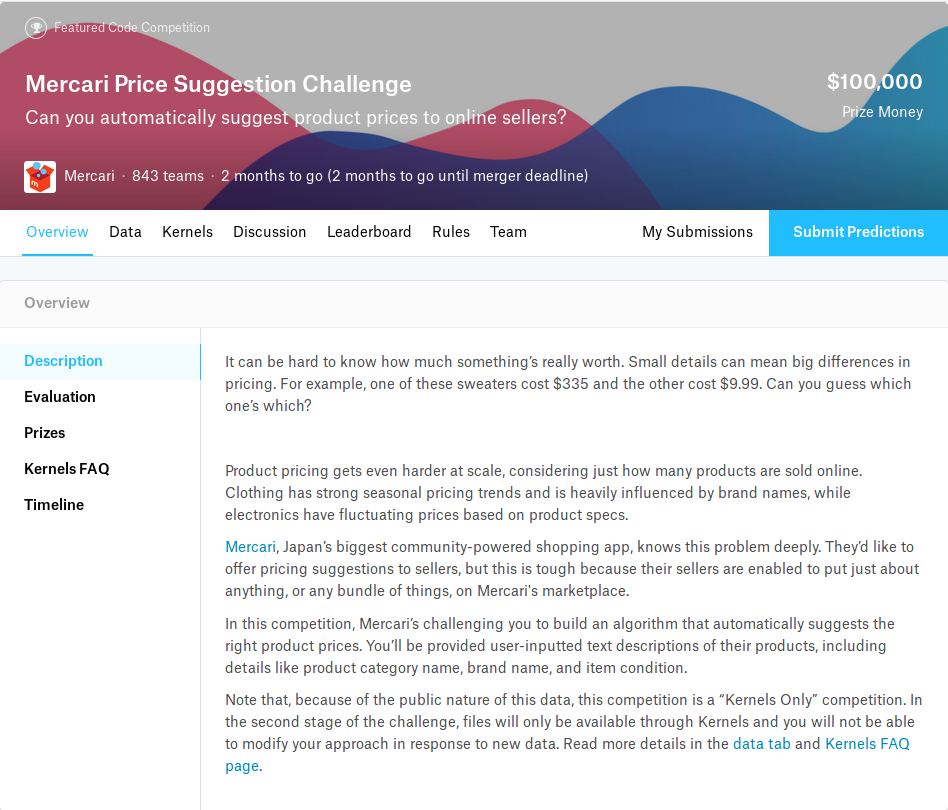 Featured Code Competition
Mercari Price Suggestion Challenge
$100,000
Can you automatically suggest product prices to online sellers?
Prize Money
Mercari · 843 teams · 2 months to go (2 months to go until merger deadline)
Overview Data Kernels Discussion Leaderboard Rules Team My Submissions Submit Predictions
Overview
Description
Evaluation
Prizes
Kernels FAQ
Timeline
It can be hard to know how much something’s really worth. Small details can mean big differences in
pricing. For example, one of these sweaters cost $335 and the other cost $9.99. Can you guess which
one’s which?
Product pricing gets even harder at scale, considering just how many products are sold online.
Clothing has strong seasonal pricing trends and is heavily influenced by brand names, while
electronics have fluctuating prices based on product specs.
Mercari, Japan’s biggest community-powered shopping app, knows this problem deeply. They’d like to
offer pricing suggestions to sellers, but this is tough because their sellers are enabled to put just about
anything, or any bundle of things, on Mercari's marketplace.
In this competition, Mercari’s challenging you to build an algorithm that automatically suggests the
right product prices. You’ll be provided user-inputted text descriptions of their products, including
details like product category name, brand name, and item condition.
Note that, because of the public nature of this data, this competition is a “Kernels Only” competition. In
the second stage of the challenge, files will only be available through Kernels and you will not be able
to modify your approach in response to new data. Read more details in the data tab and Kernels FAQ
page.